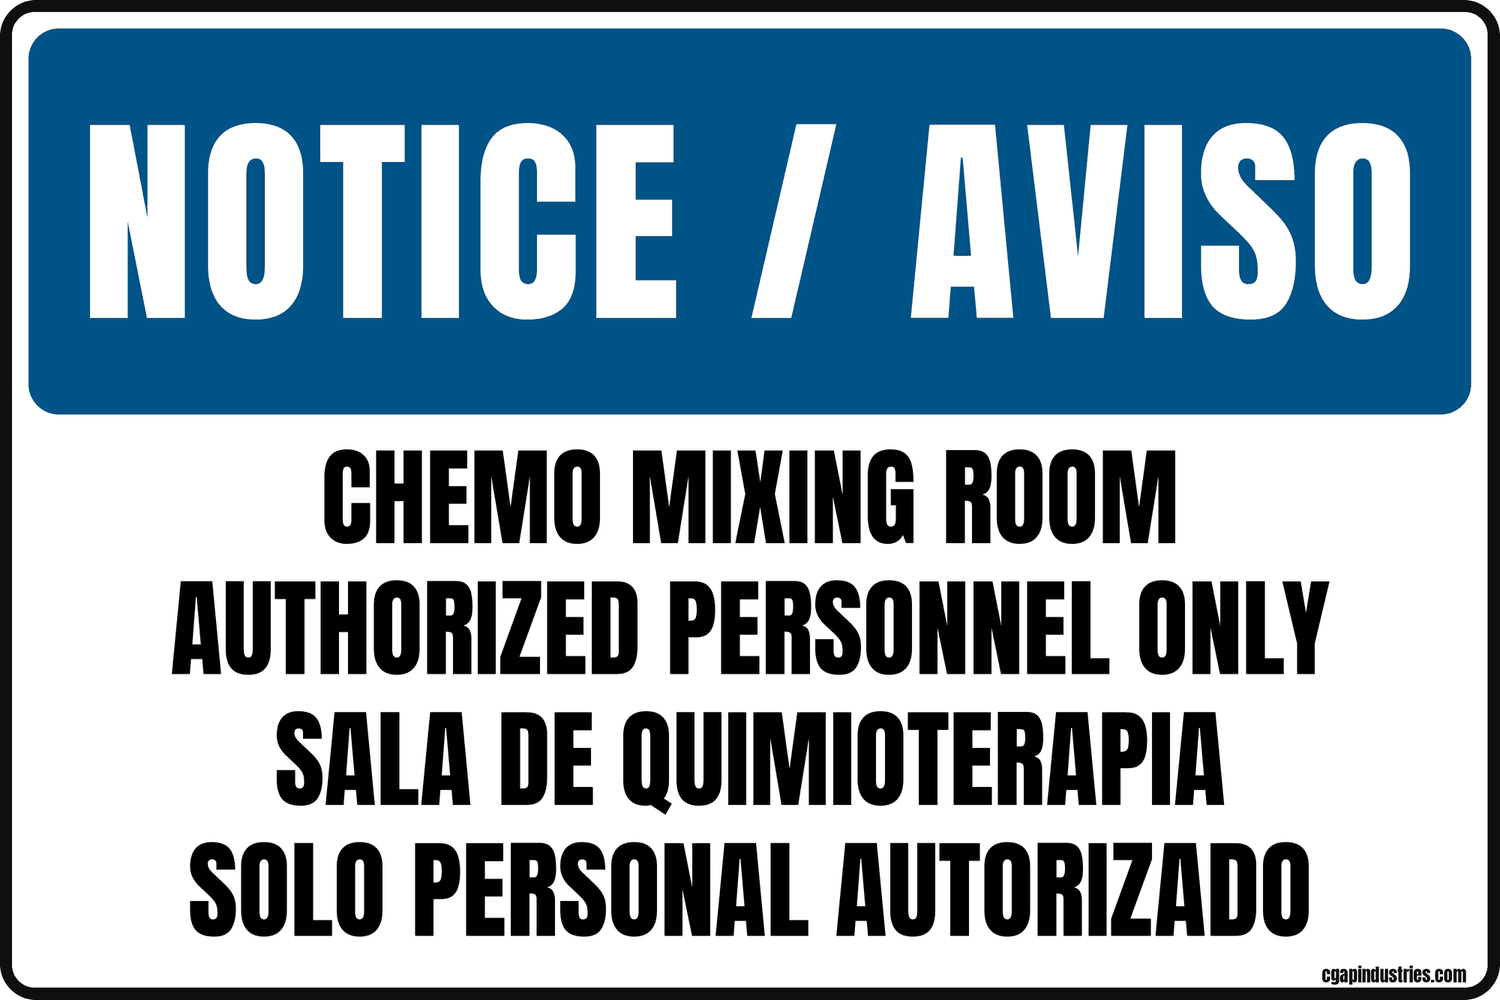 NOTICE / AVISO
CHEMO MIXING ROOM
AUTHORIZED PERSONNEL ONLY
SALA DE QUIMIOTERAPIA
SOLO PERSONAL AUTORIZADO
cgapindustries.com